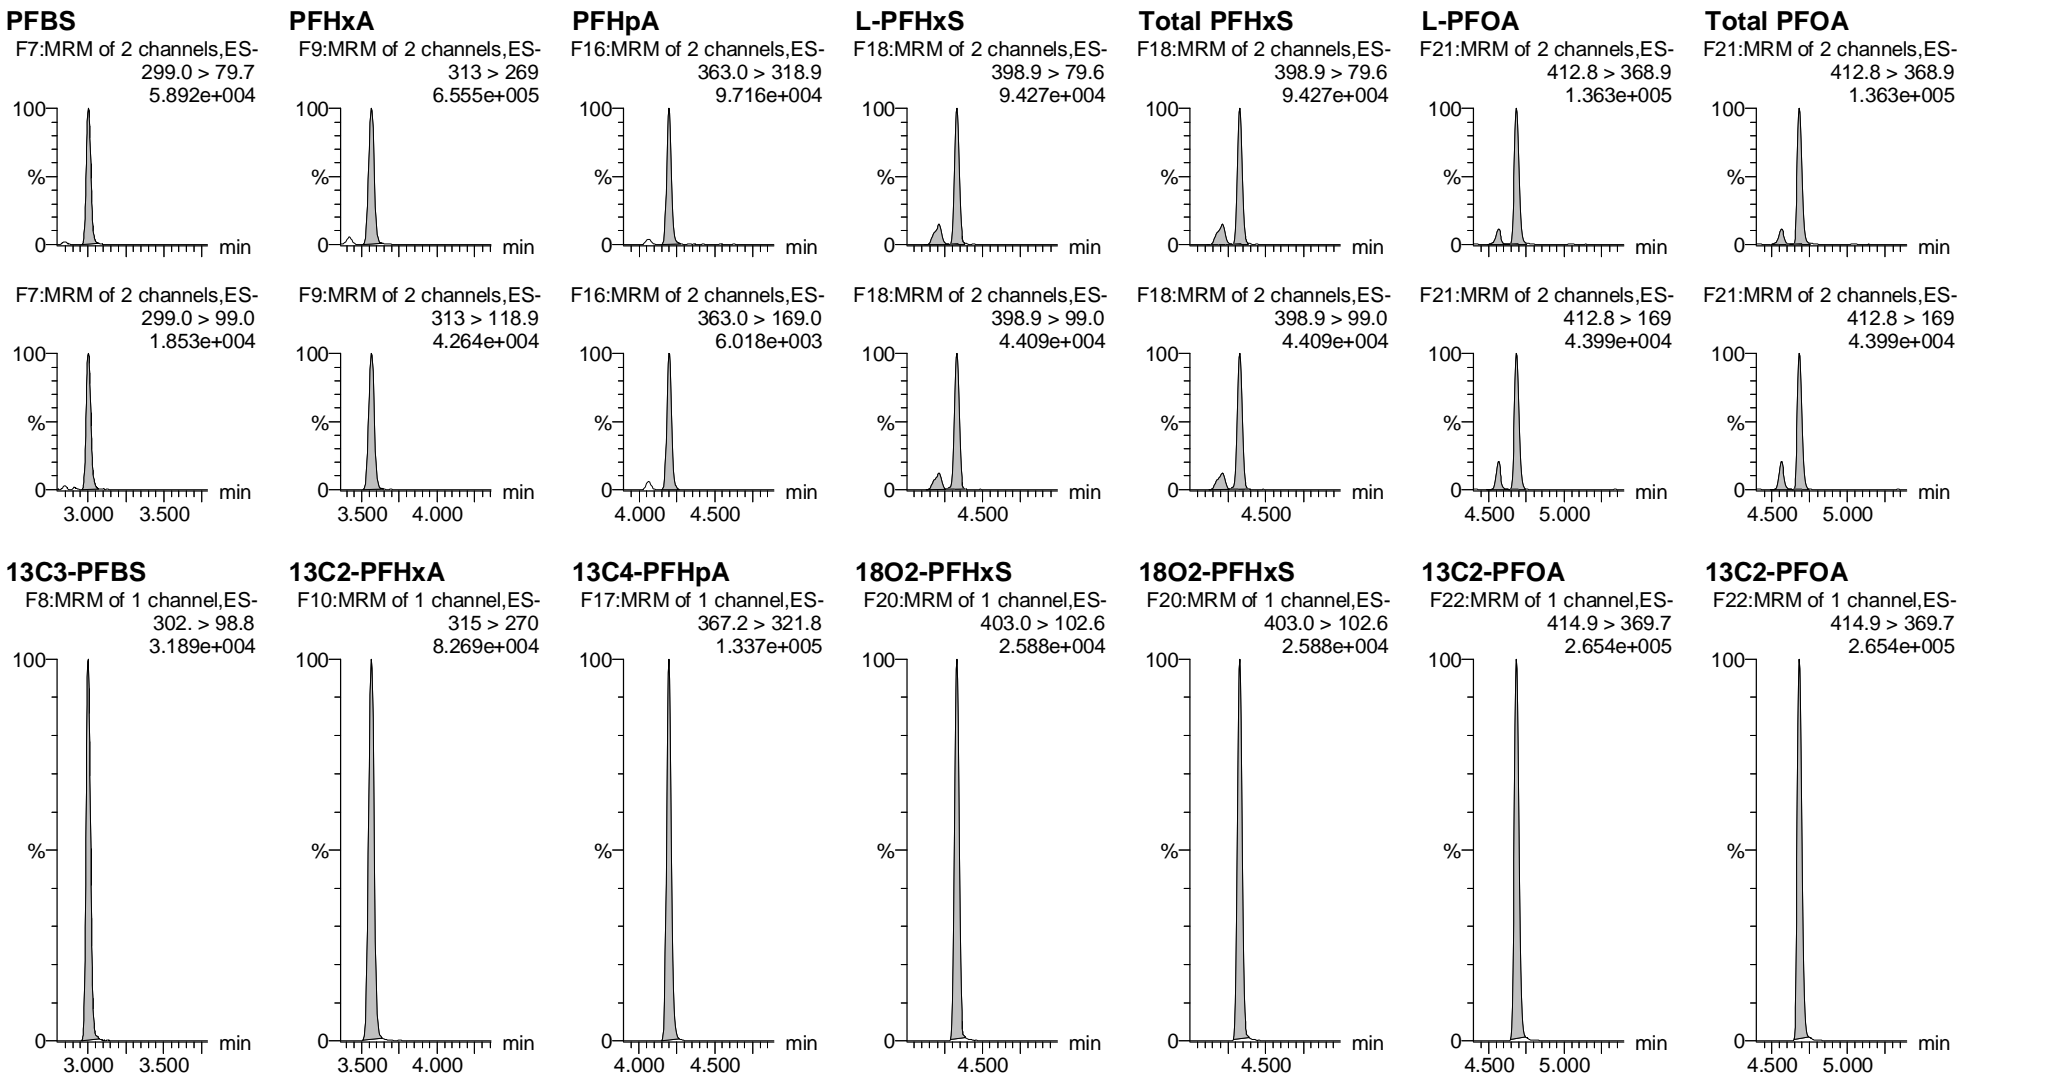 PFBS PFHxA PFHpA L-PFHxS Total PFHxS L-PFOA Total PFOA
F7:MRM of 2 channels,ES- F9:MRM of 2 channels,ES- F16:MRM of 2 channels,ES- F18:MRM of 2 channels,ES- F18:MRM of 2 channels,ES- F21:MRM of 2 channels,ES- F21:MRM of 2 channels,ES-
299.0 > 79.7 313 > 269 363.0 > 318.9 398.9 > 79.6 398.9 > 79.6 412.8 > 368.9 412.8 > 368.9
5.892e+004 6.555e+005 9.716e+004 9.427e+004 9.427e+004 1.363e+005 1.363e+005
100 100 100 100 100 100 100
% % % % % % %
0 min 0 min 0 min 0 min 0 min 0 min 0 min
F7:MRM of 2 channels,ES- F9:MRM of 2 channels,ES- F16:MRM of 2 channels,ES- F18:MRM of 2 channels,ES- F18:MRM of 2 channels,ES- F21:MRM of 2 channels,ES- F21:MRM of 2 channels,ES-
299.0 > 99.0 313 > 118.9 363.0 > 169.0 398.9 > 99.0 398.9 > 99.0 412.8 > 169 412.8 > 169
1.853e+004 4.264e+004 6.018e+003 4.409e+004 4.409e+004 4.399e+004 4.399e+004
100 100 100 100 100 100 100
% % % % % % %
0 min 0 min 0 min 0 min 0 min 0 min 0 min
3.000 3.500 3.500 4.000 4.000 4.500 4.500 4.500 4.500 5.000 4.500 5.000
13C3-PFBS 13C2-PFHxA 13C4-PFHpA 18O2-PFHxS 18O2-PFHxS 13C2-PFOA 13C2-PFOA
F8:MRM of 1 channel,ES- F10:MRM of 1 channel,ES- F17:MRM of 1 channel,ES- F20:MRM of 1 channel,ES- F20:MRM of 1 channel,ES- F22:MRM of 1 channel,ES- F22:MRM of 1 channel,ES-
302. > 98.8 315 > 270 367.2 > 321.8 403.0 > 102.6 403.0 > 102.6 414.9 > 369.7 414.9 > 369.7
3.189e+004 8.269e+004 1.337e+005 2.588e+004 2.588e+004 2.654e+005 2.654e+005
100 100 100 100 100 100 100
% % % % % % %
0 min 0 min 0 min 0 min 0 min 0 min 0 min
3.000 3.500 3.500 4.000 4.000 4.500 4.500 4.500 4.500 5.000 4.500 5.000